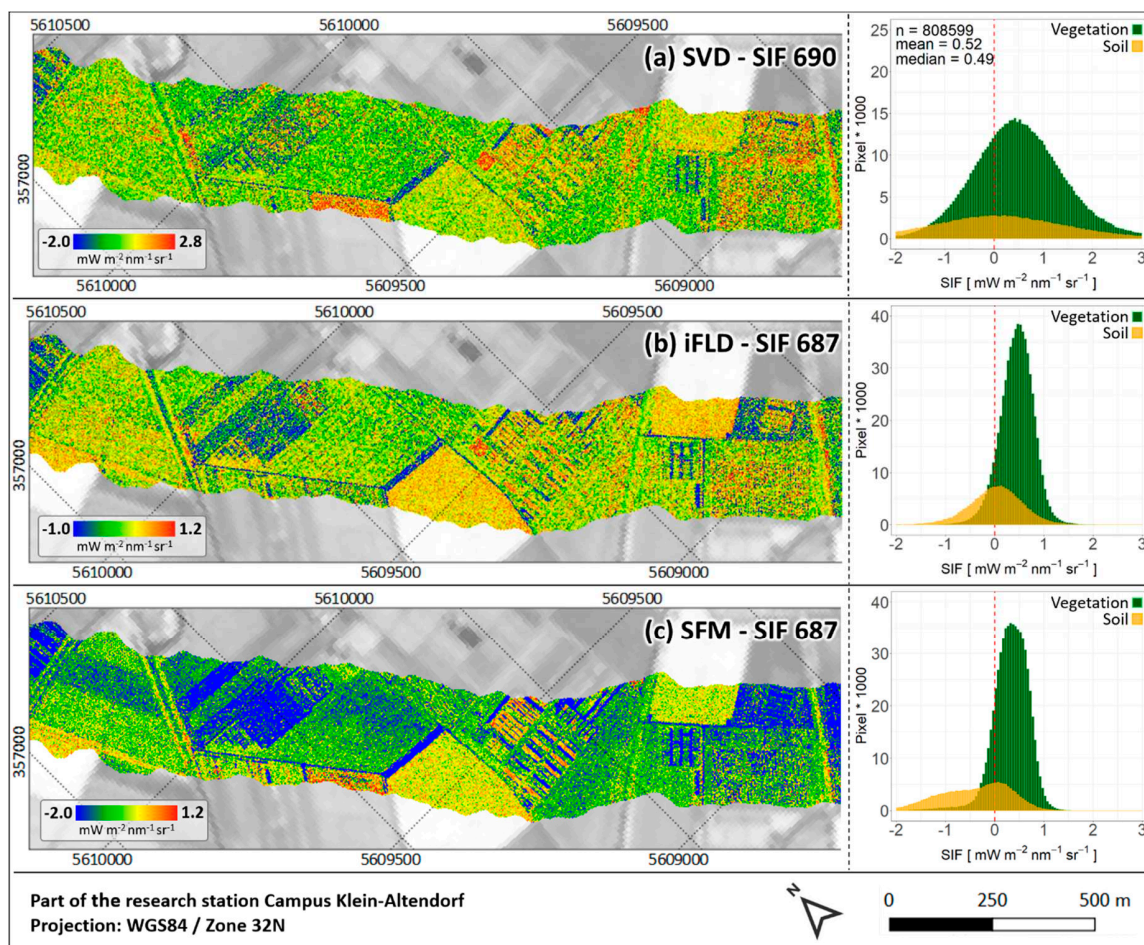 5610500 5610000 5609500
(a) SVD - SIF 690
357000
-2.0 2.8
mW m⁻² nm⁻¹ sr⁻¹
5610000 5609500 5609000
n = 808599
mean = 0.52
median = 0.49
Vegetation
Soil
Pixel * 1000
25
20
15
10
5
0
-2 -1 0 1 2 3
SIF [ mW m⁻² nm⁻¹ sr⁻¹ ]
5610500 5610000 5609500
(b) iFLD - SIF 687
357000
-1.0 1.2
mW m⁻² nm⁻¹ sr⁻¹
5610000 5609500 5609000
Vegetation
Soil
Pixel * 1000
40
30
20
10
0
-2 -1 0 1 2 3
SIF [ mW m⁻² nm⁻¹ sr⁻¹ ]
5610500 5610000 5609500
(c) SFM - SIF 687
357000
-2.0 1.2
mW m⁻² nm⁻¹ sr⁻¹
5610000 5609500 5609000
Vegetation
Soil
Pixel * 1000
40
30
20
10
0
-2 -1 0 1 2 3
SIF [ mW m⁻² nm⁻¹ sr⁻¹ ]
Part of the research station Campus Klein-Altendorf
Projection: WGS84 / Zone 32N
N
0 250 500 m